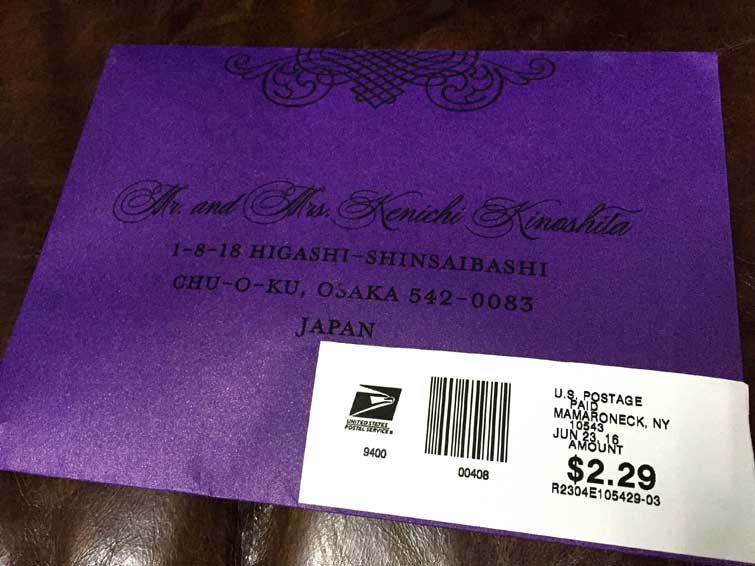 Mr. and Mrs. Kenichi Kinoshita
1-8-18 HIGASHI-SHINSAIBASHI
CHU-O-KU, OSAKA 542-0083
JAPAN
UNITED STATES
POSTAL SERVICE®
9400
00408
U.S. POSTAGE
PAID
MAMARONECK, NY
10543
JUN 23, 16
AMOUNT
$2.29
R2304E105429-03